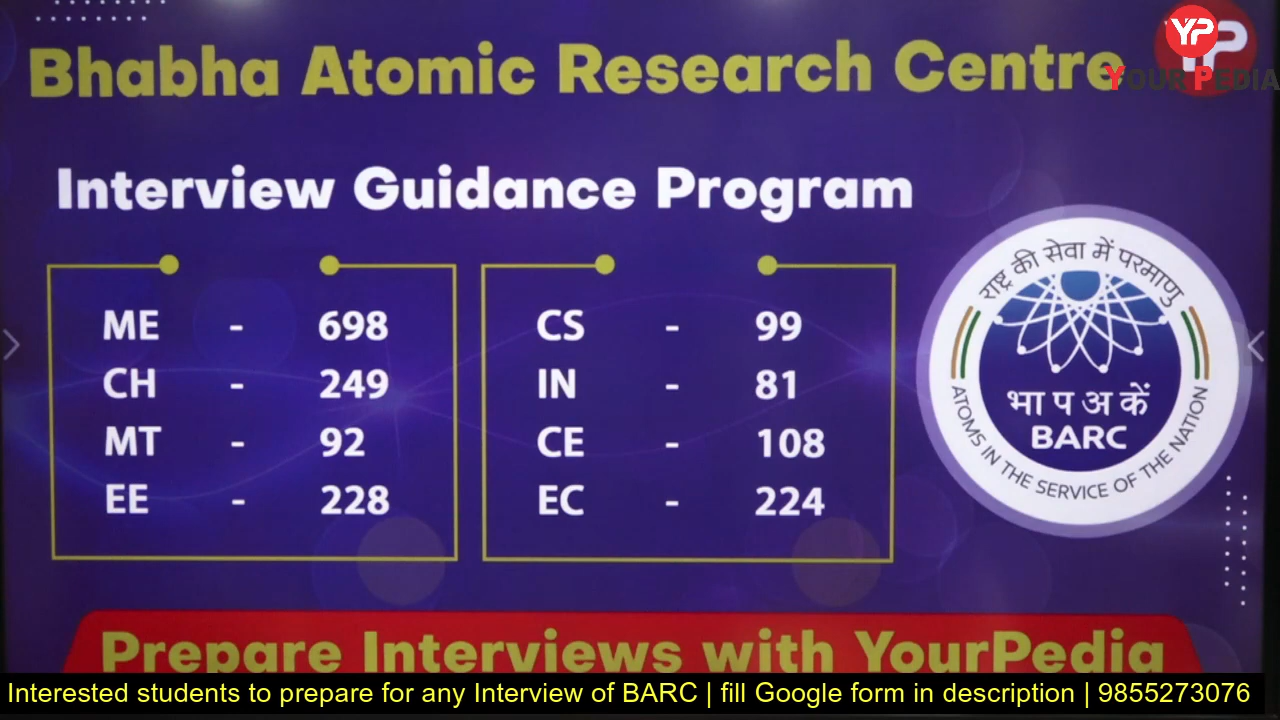 YP
YOUR PEDIA
Bhabha Atomic Research Centre
Interview Guidance Program
ME - 698
CH - 249
MT - 92
EE - 228
CS - 99
IN - 81
CE - 108
EC - 224
राष्ट्र की सेवा में परमाणु
भा प अ कें
BARC
ATOMS IN THE SERVICE OF THE NATION
Prepare Interviews with YourPedia
Interested students to prepare for any Interview of BARC | fill Google form in description | 9855273076